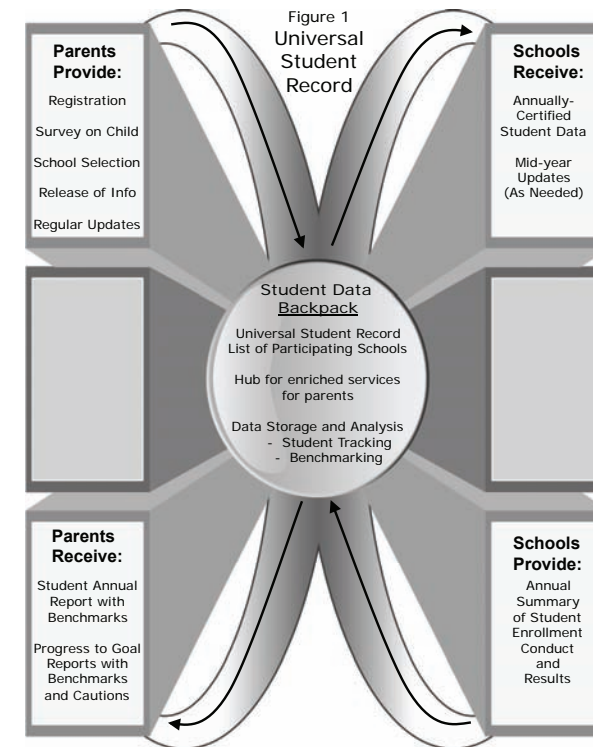 Figure 1
Universal
Student
Record
Parents
Provide:
Registration
Survey on Child
School Selection
Release of Info
Regular Updates
Schools
Receive:
Annually-
Certified
Student Data
Mid-year
Updates
(As Needed)
Student Data
Backpack
Universal Student Record
List of Participating Schools
Hub for enriched services
for parents
Data Storage and Analysis
- Student Tracking
- Benchmarking
Parents
Receive:
Student Annual
Report with
Benchmarks
Progress to Goal
Reports with
Benchmarks
and Cautions
Schools
Provide:
Annual
Summary
of Student
Enrollment
Conduct
and
Results